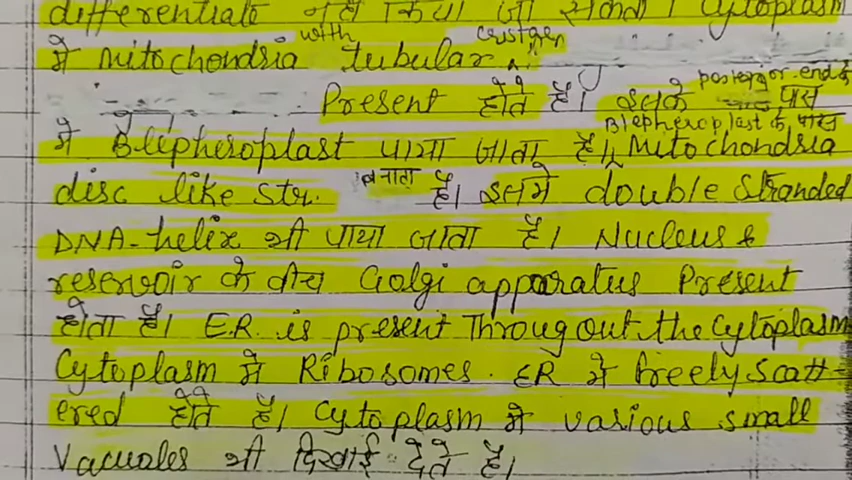 differentiate नही किया जा सकता। Cytoplasm
में mitochondria with tubular
Present होते हैं। इसके posterior end के पास
में Blepheroplast पाया जाता है। Blepheroplast के पास Mitochondria
disc like str. बनाता है। इसमे double stranded
DNA-helix भी पाया जाता है। Nucleus &
reservoir के बीच Golgi apparatus Present
होता है। E.R. is present Througout the cytoplasm
Cytoplasm मे Ribosomes. ER मे freely scatt-
ered होते हैं। Cytoplasm मे various small
Vacuales भी दिखाई देते हैं।